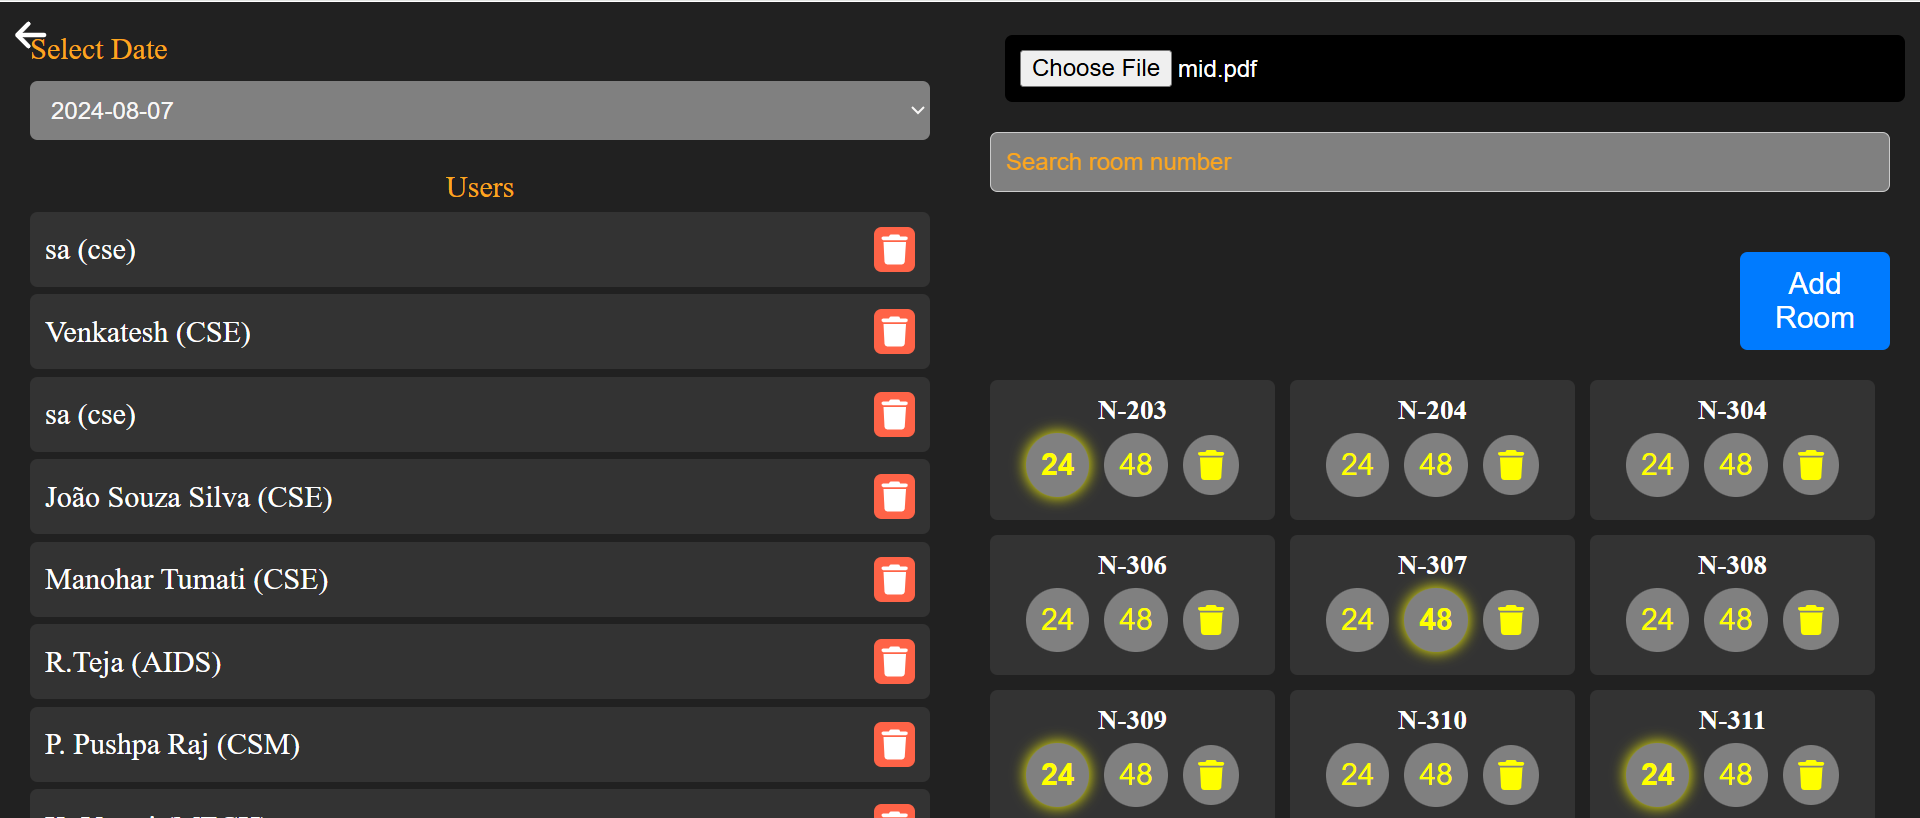 Select Date
2024-08-07
Users
sa (cse)
Venkatesh (CSE)
sa (cse)
João Souza Silva (CSE)
Manohar Tumati (CSE)
R.Teja (AIDS)
P. Pushpa Raj (CSM)
Choose File mid.pdf
Search room number
Add
Room
N-203 N-204 N-304
24 48 24 48 24 48
N-306 N-307 N-308
24 48 24 48 24 48
N-309 N-310 N-311
24 48 24 48 24 48